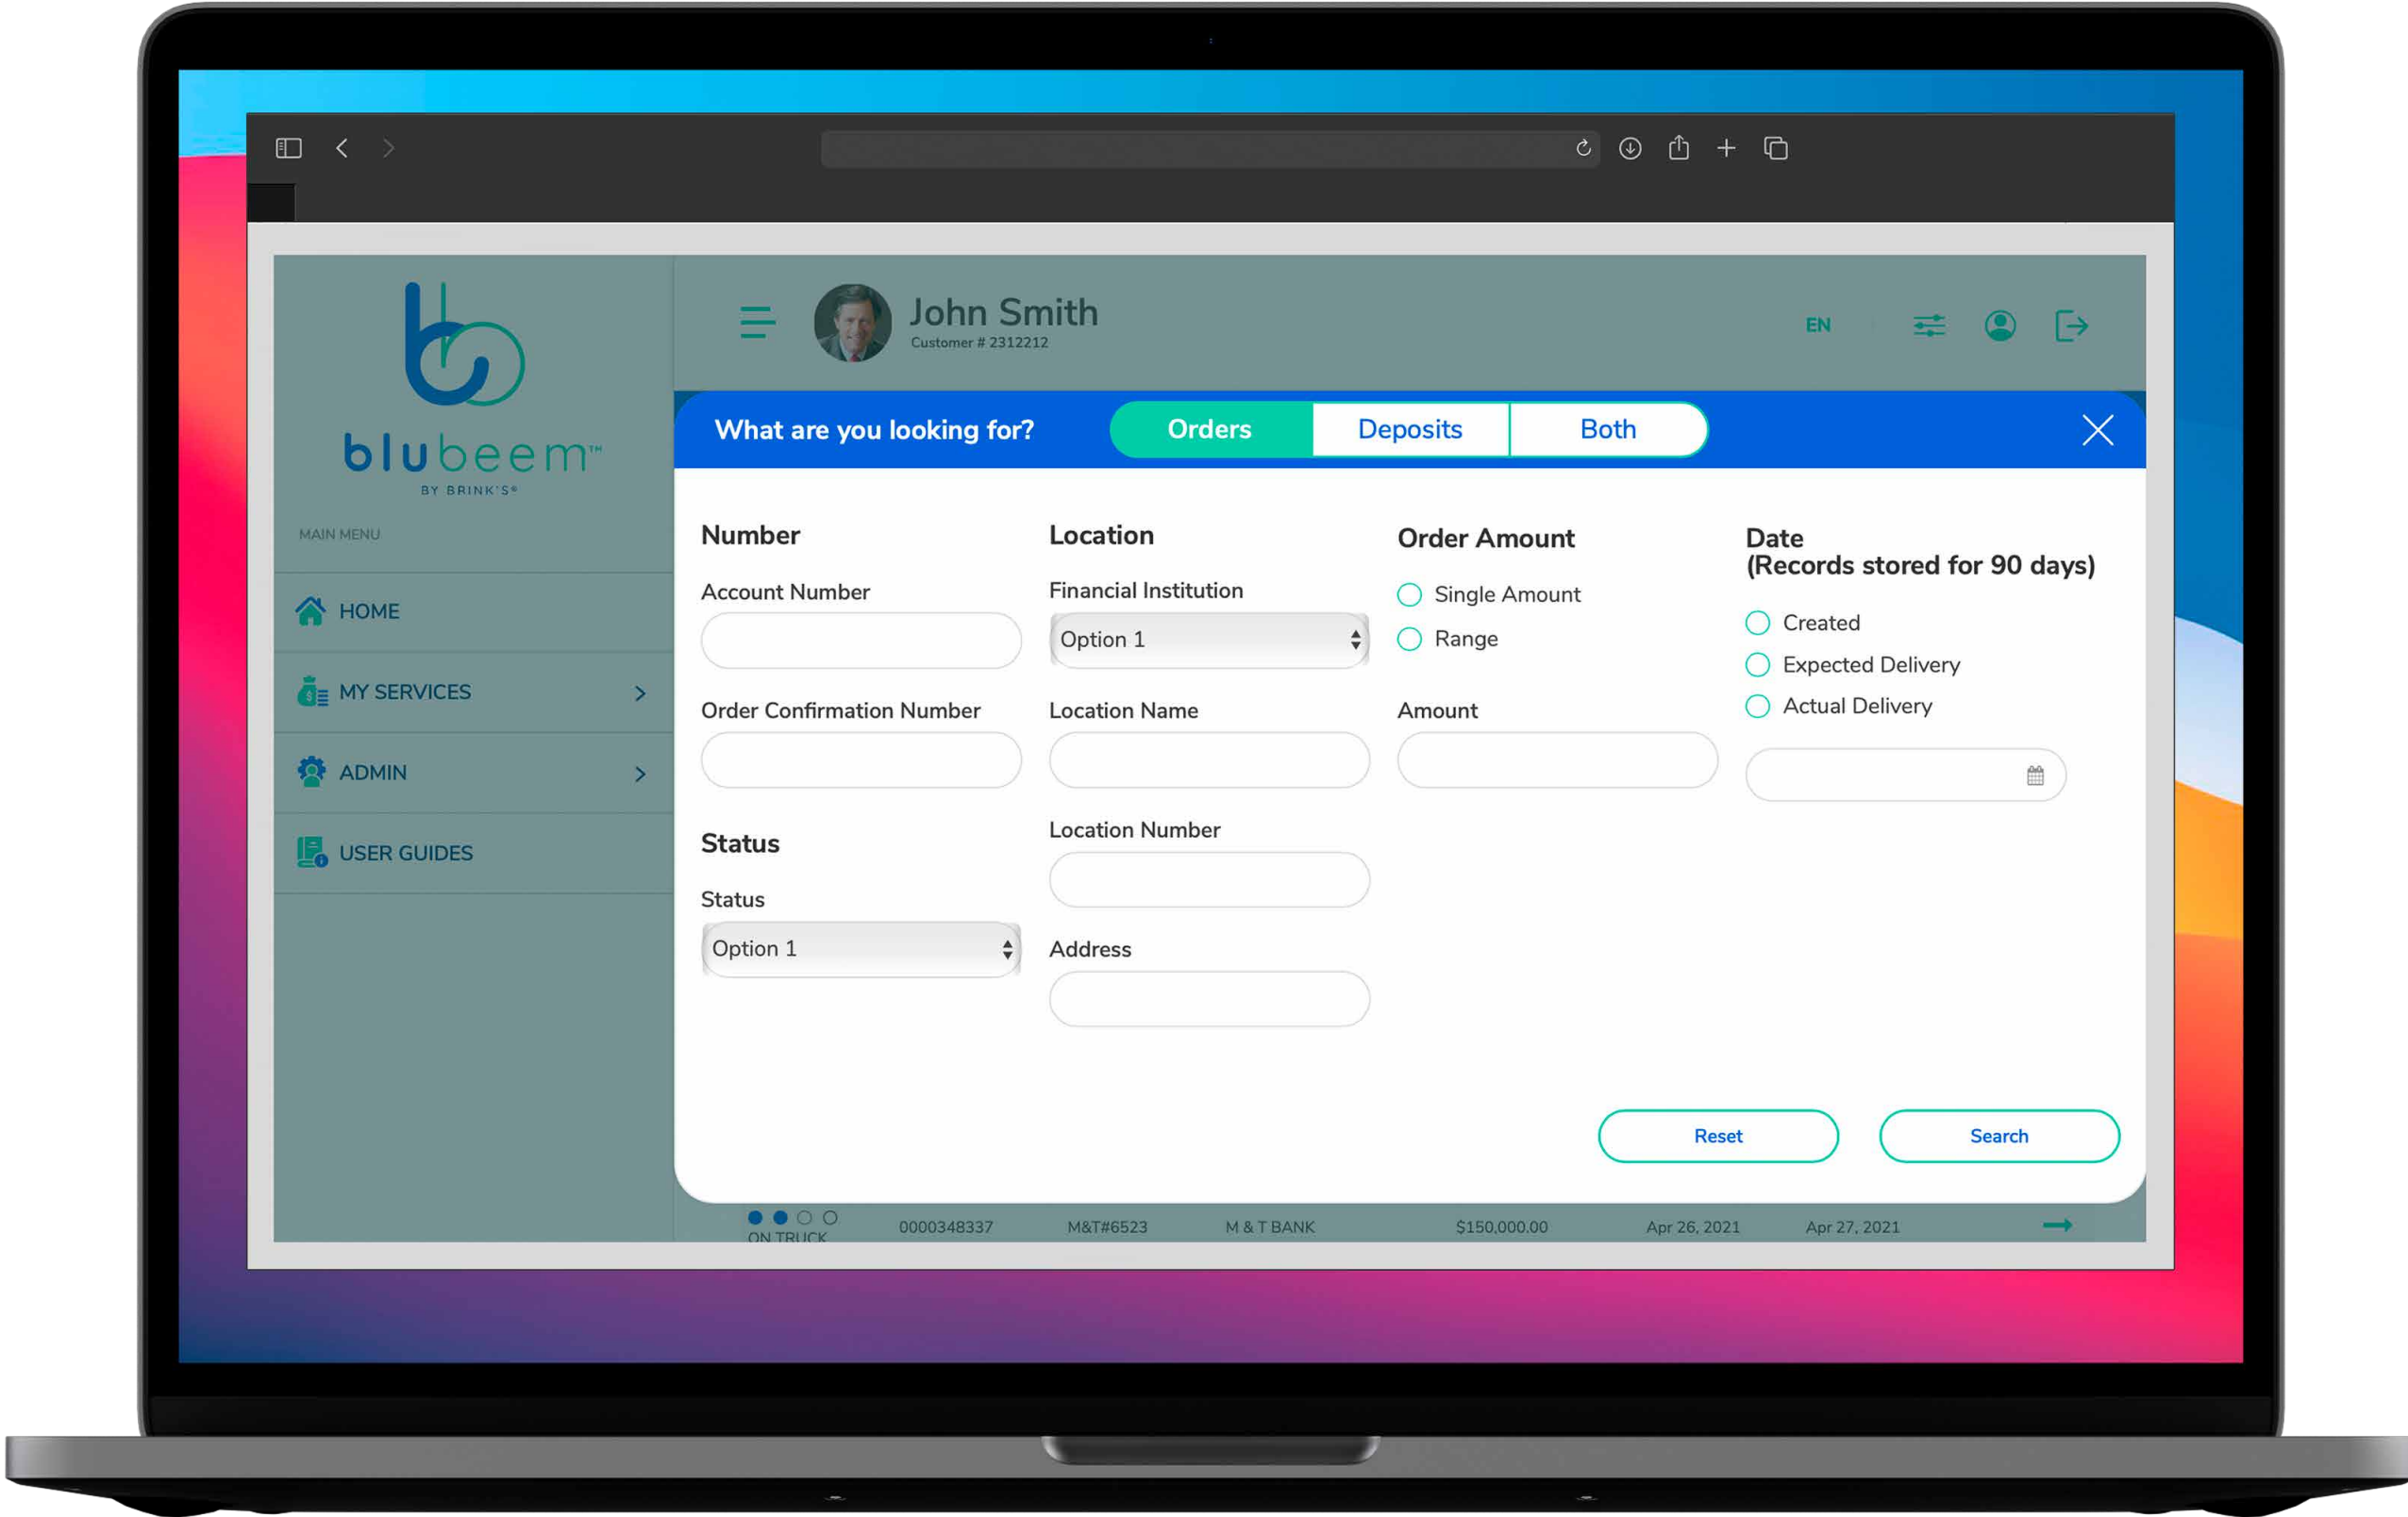 John Smith
Customer # 2312212
EN
blubeem™
BY BRINK'S®
MAIN MENU
HOME
MY SERVICES
ADMIN
USER GUIDES
What are you looking for?
Orders
Deposits
Both
Number
Account Number
Order Confirmation Number
Status
Status
Option 1
Location
Financial Institution
Option 1
Location Name
Location Number
Address
Order Amount
Single Amount
Range
Amount
Date
(Records stored for 90 days)
Created
Expected Delivery
Actual Delivery
Reset
Search
ON TRUCK
0000348337
M&T#6523
M & T BANK
$150,000.00
Apr 26, 2021
Apr 27, 2021